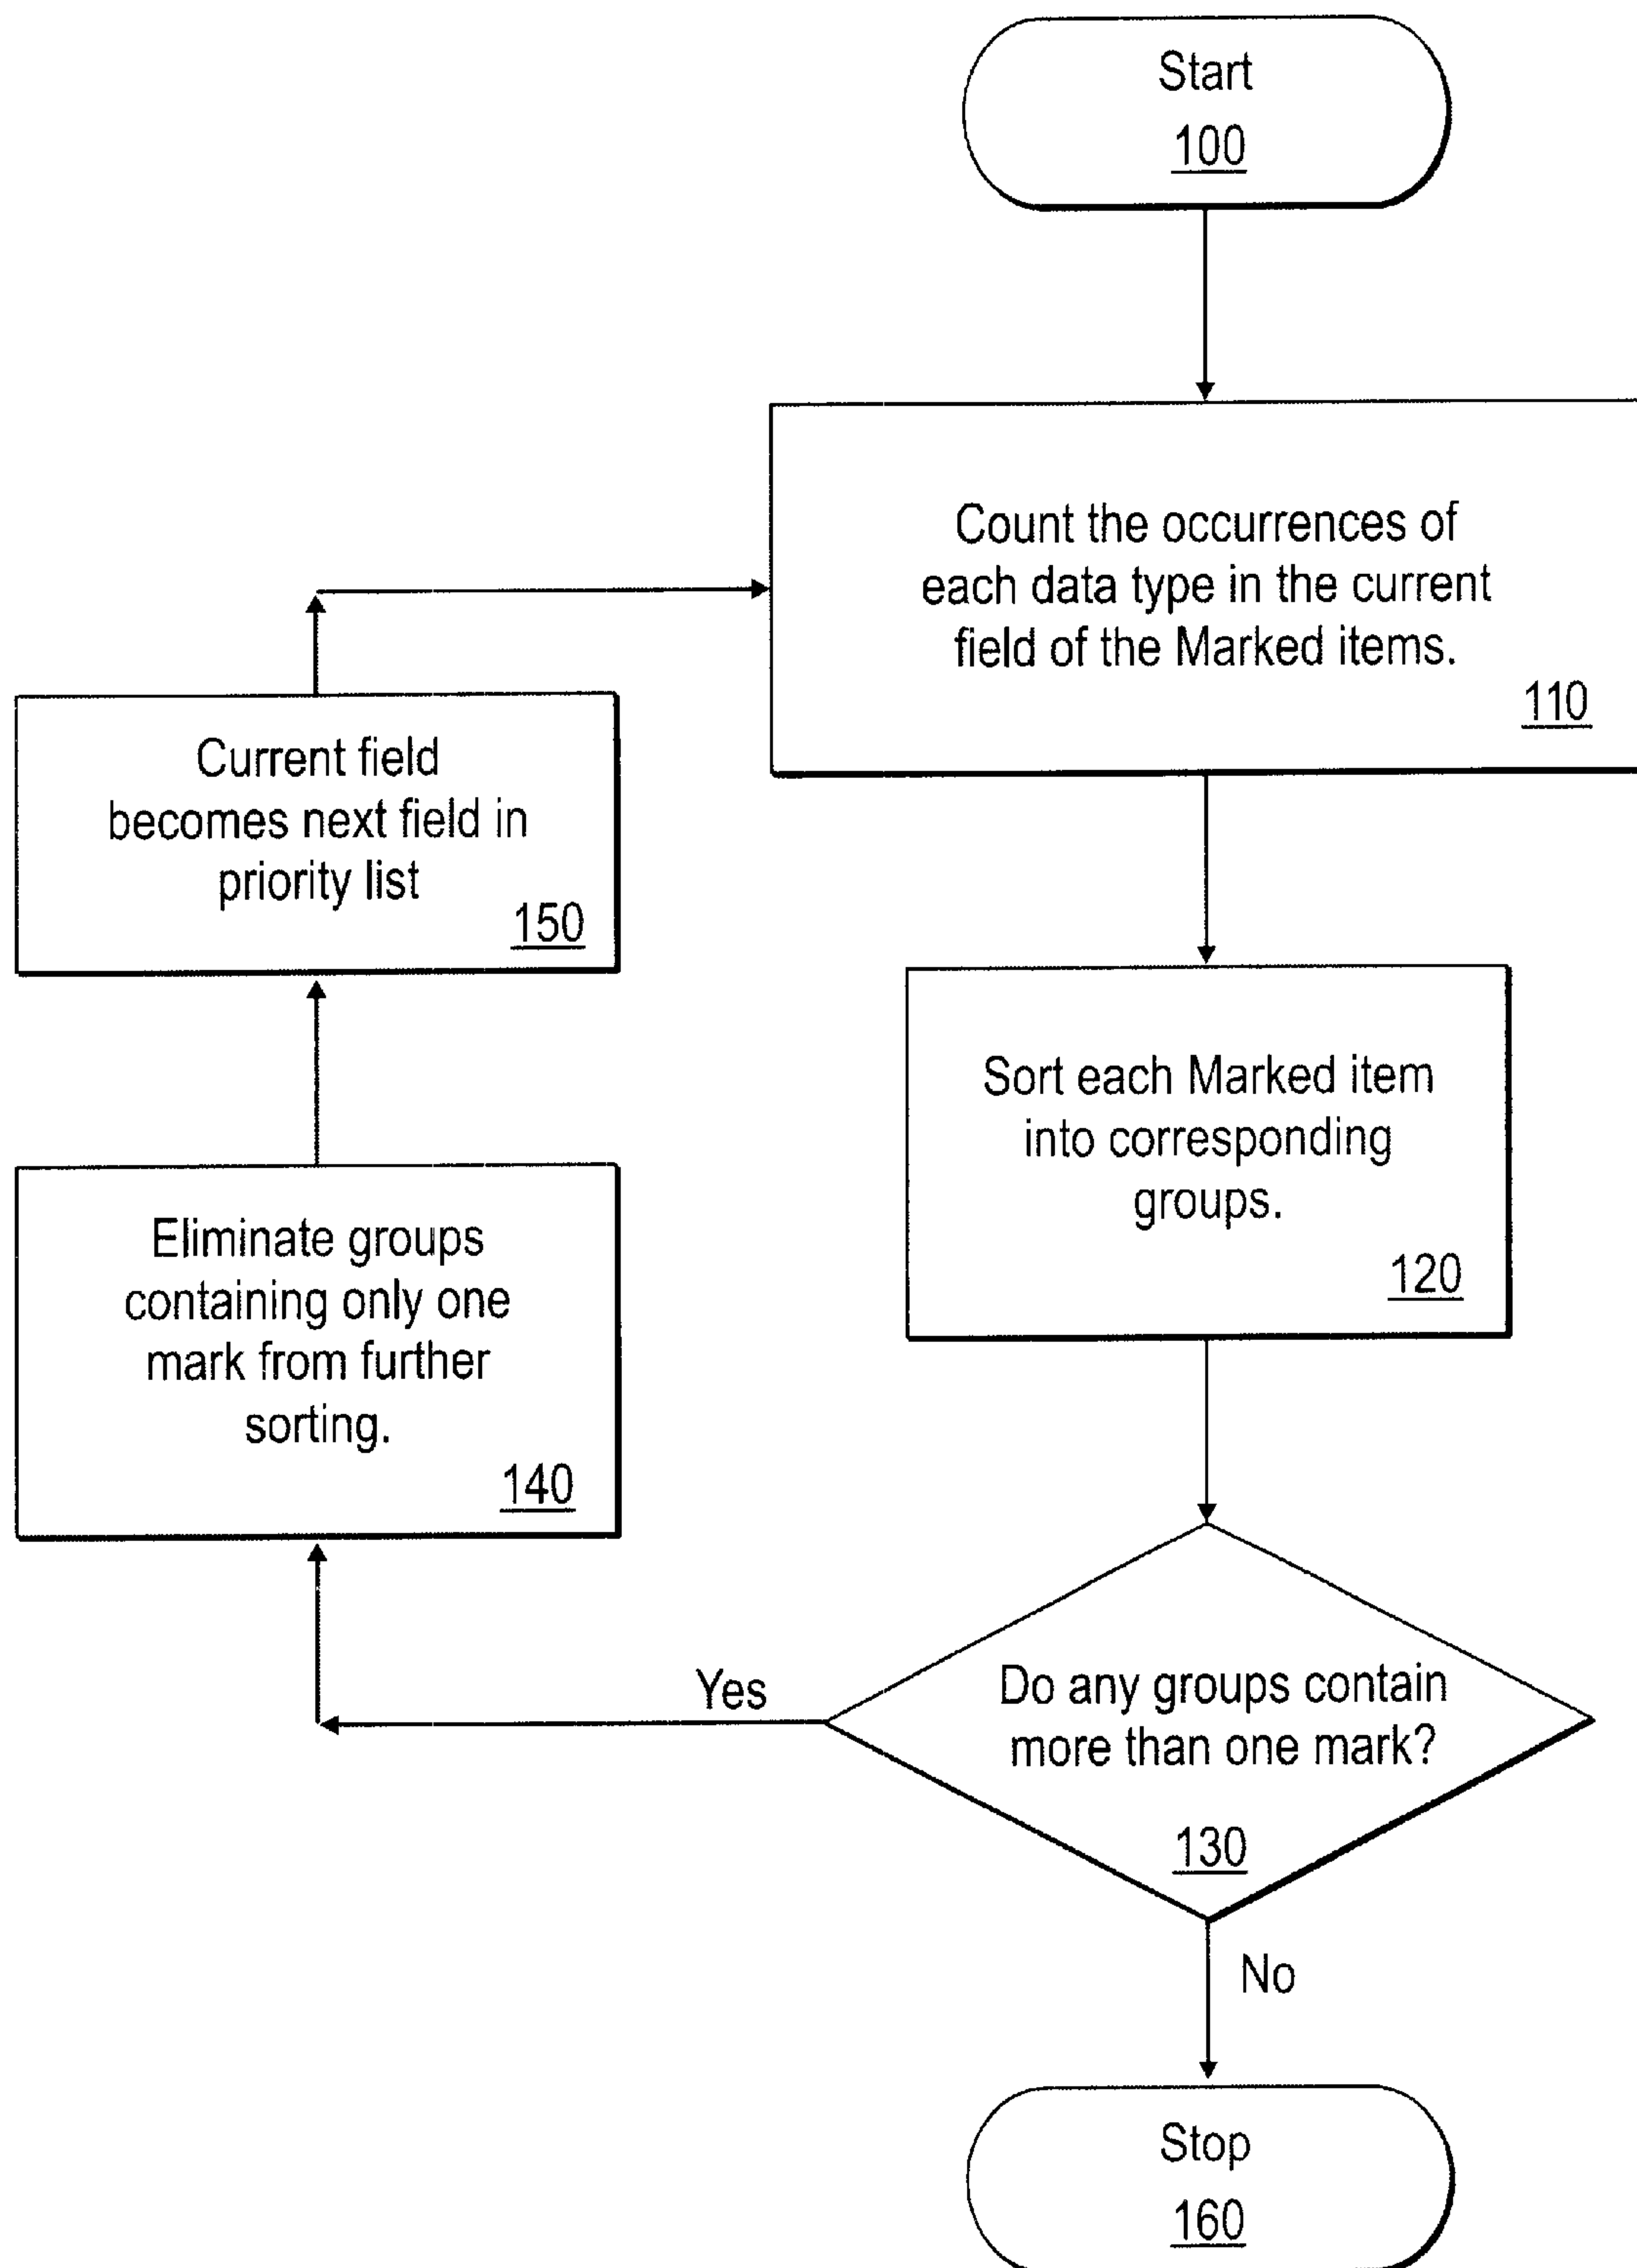 Start
100
Count the occurrences of
each data type in the current
field of the Marked items.
110
Sort each Marked item
into corresponding
groups.
120
Do any groups contain
more than one mark?
130
Yes
Eliminate groups
containing only one
mark from further
sorting.
140
Current field
becomes next field in
priority list
150
No
Stop
160